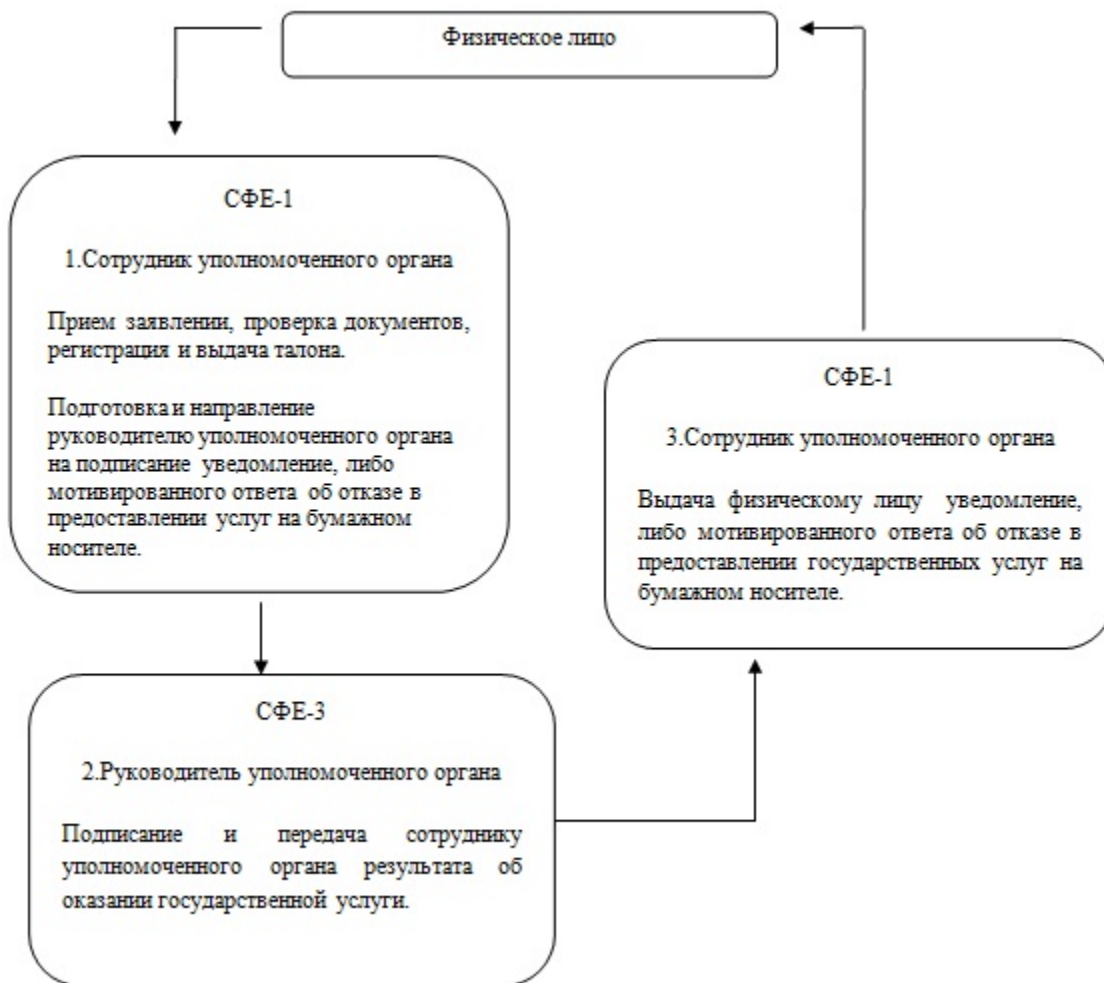 Физическое лицо
СФЕ-1
1.Сотрудник уполномоченного органа
Прием заявлении, проверка документов,
регистрация и выдача талона.
Подготовка и направление
руководителю уполномоченного органа
на подписание уведомление, либо
мотивированного ответа об отказе в
предоставлении услуг на бумажном
носителе.
СФЕ-3
2.Руководитель уполномоченного органа
Подписание и передача сотруднику
уполномоченного органа результата об
оказании государственной услуги.
СФЕ-1
3.Сотрудник уполномоченного органа
Выдача физическому лицу уведомление,
либо мотивированного ответа об отказе в
предоставлении государственных услуг на
бумажном носителе.